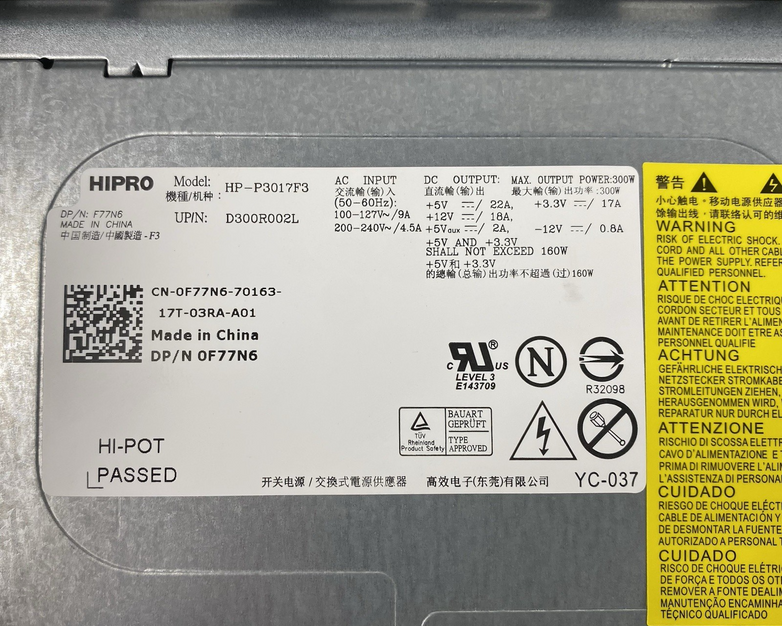 HIPRO
Model: HP-P3017F3
機種/机种:
UP/N: D300R002L
DP/N: F77N6
MADE IN CHINA
中国制造/中國製造 -F3
AC INPUT
交流輸(输)入
(50-60Hz):
100-127V~/9A
200-240V~/4.5A
DC OUTPUT: MAX. OUTPUT POWER:300W
直流輸(输)出 最大輸(输)出功率:300W
+5V ⎓/ 22A, +3.3V ⎓/ 17A
+12V ⎓/ 18A,
+5Vaux ⎓/ 2A, -12V ⎓/ 0.8A
+5V AND +3.3V
SHALL NOT EXCEED 160W
+5V和 +3.3V
的總輸(总输)出功率不超過(过)160W
CN-0F77N6-70163-
17T-03RA-A01
Made in China
DP/N 0F77N6
c RU ® US
LEVEL 3
E143709
N
R32098
TÜV
Rheinland
Product Safety
BAUART
GEPRÜFT
TYPE
APPROVED
HI-POT
PASSED
开关电源/交換式電源供應器 高效电子(东莞)有限公司 YC-037
警告
小心触电・移动电源供应器
馀输出线・请联络认可的维
WARNING
RISK OF ELECTRIC SHOCK.
CORD AND ALL OTHER CABL
THE POWER SUPPLY. REFER
QUALIFIED PERSONNEL.
ATTENTION
RISQUE DE CHOC ELECTRIQ
CORDON SECTEUR ET TOUS
AVANT DE RETIRER L'ALIMEN
MAINTENANCE DOIT ETRE AS
PERSONNEL QUALIFIE
ACHTUNG
GEFÄHRLICHE ELEKTRISCH
NETZSTECKER STROMKAB
STROMLEITUNGEN ZIEHEN,
HERAUSGENOMMEN WIRD,
REPARATUR NUR DURCH EL
ATTENZIONE
RISCHIO DI SCOSSA ELETTR
CAVO D'ALIMENTAZIONE E T
PRIMA DI RIMUOVERE L'ALI
L'ASSISTENZA DI PERSONA
CUIDADO
RIESGO DE CHOQUE ELÉCT
CABLE DE ALIMENTACIÓN Y
DE DESMONTAR LA FUENTE
AUTORIZADO A PERSONAL T
CUIDADO
RISCO DE CHOQUE ELÉTRI
DE FORÇA E TODOS OS OT
REMOVER A FONTE DEALIM
MANUTENÇÃO ENCAMINHA
TÉCNICO QUALIFICADO